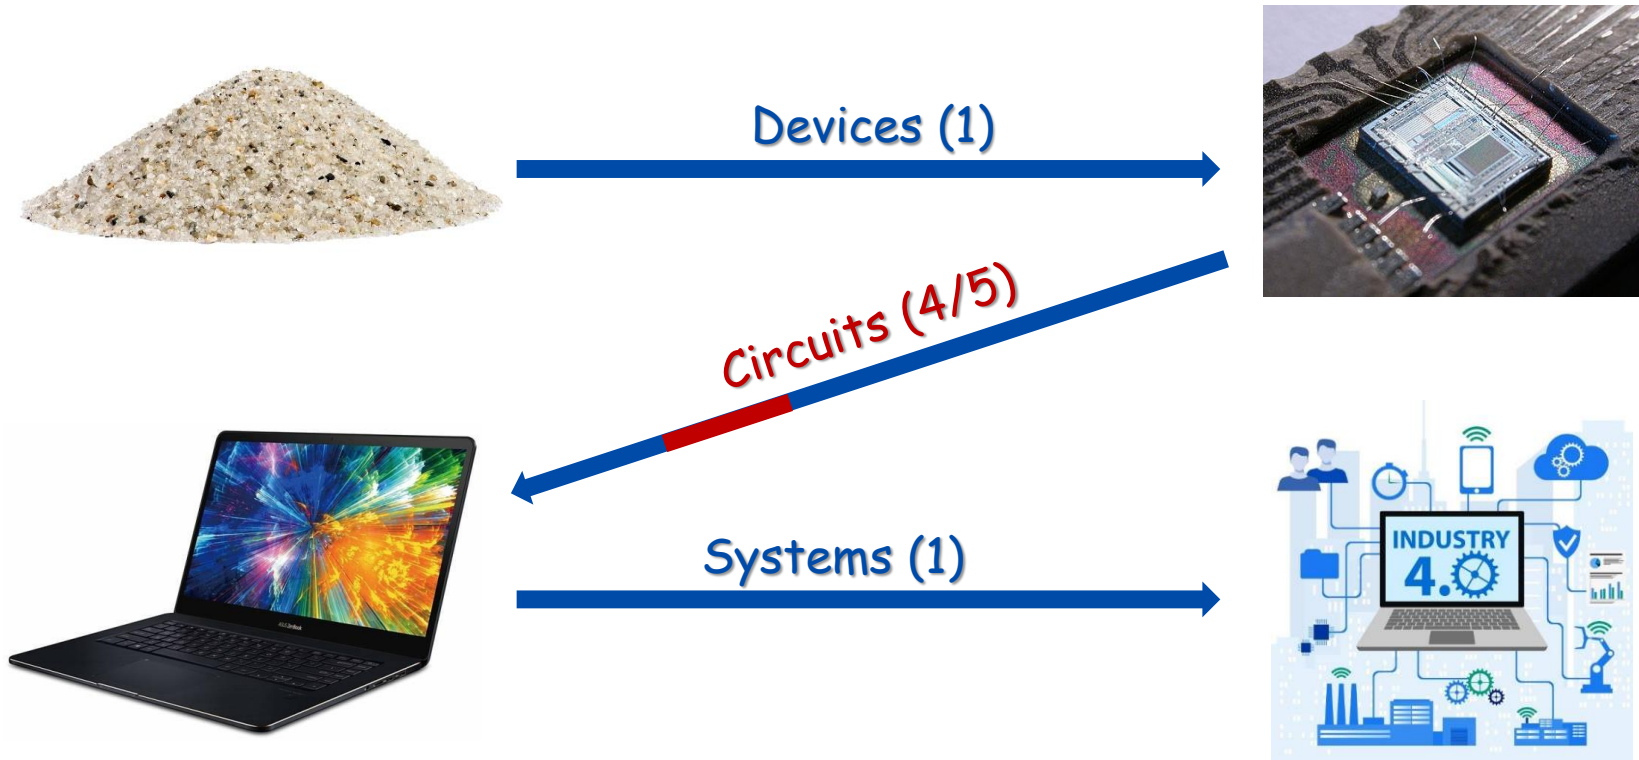 Devices (1)
Circuits (4/5)
Systems (1)
INDUSTRY
4.0